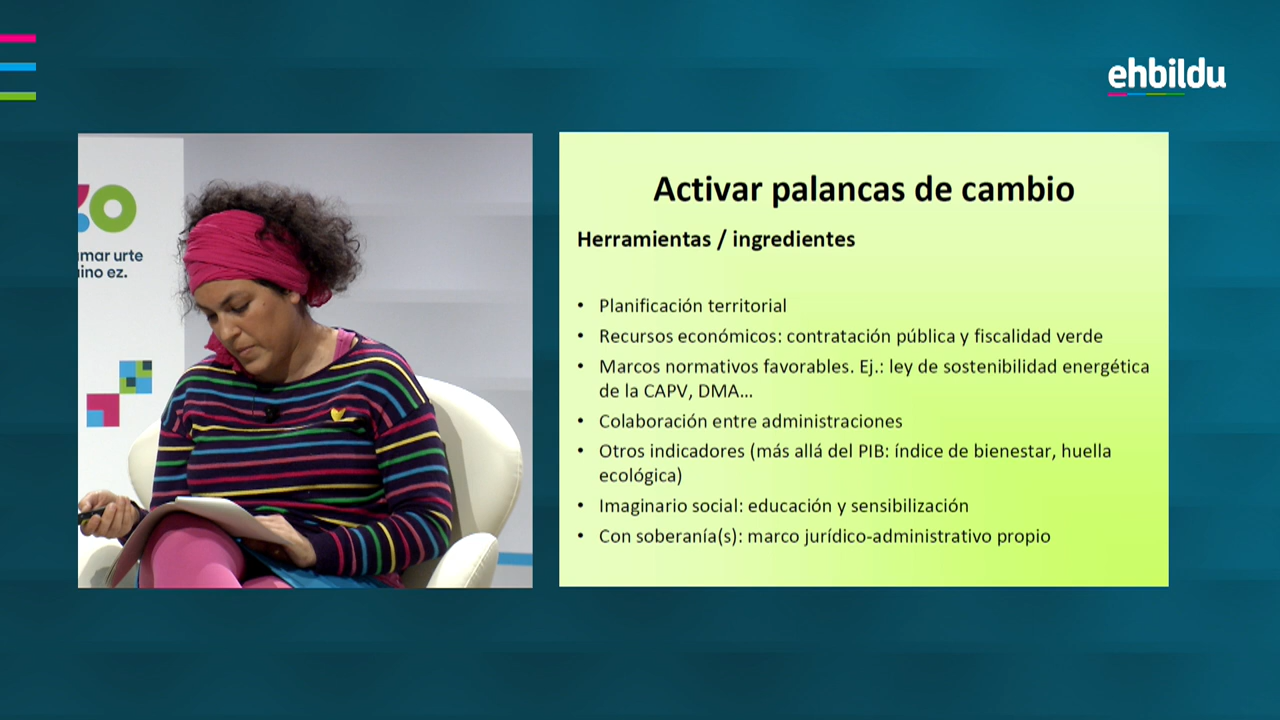 ehbildu
urte
ino ez.
Activar palancas de cambio
Herramientas / ingredientes
• Planificación territorial
• Recursos económicos: contratación pública y fiscalidad verde
• Marcos normativos favorables. Ej.: ley de sostenibilidad energética
de la CAPV, DMA...
• Colaboración entre administraciones
• Otros indicadores (más allá del PIB: índice de bienestar, huella
ecológica)
• Imaginario social: educación y sensibilización
• Con soberanía(s): marco jurídico-administrativo propio